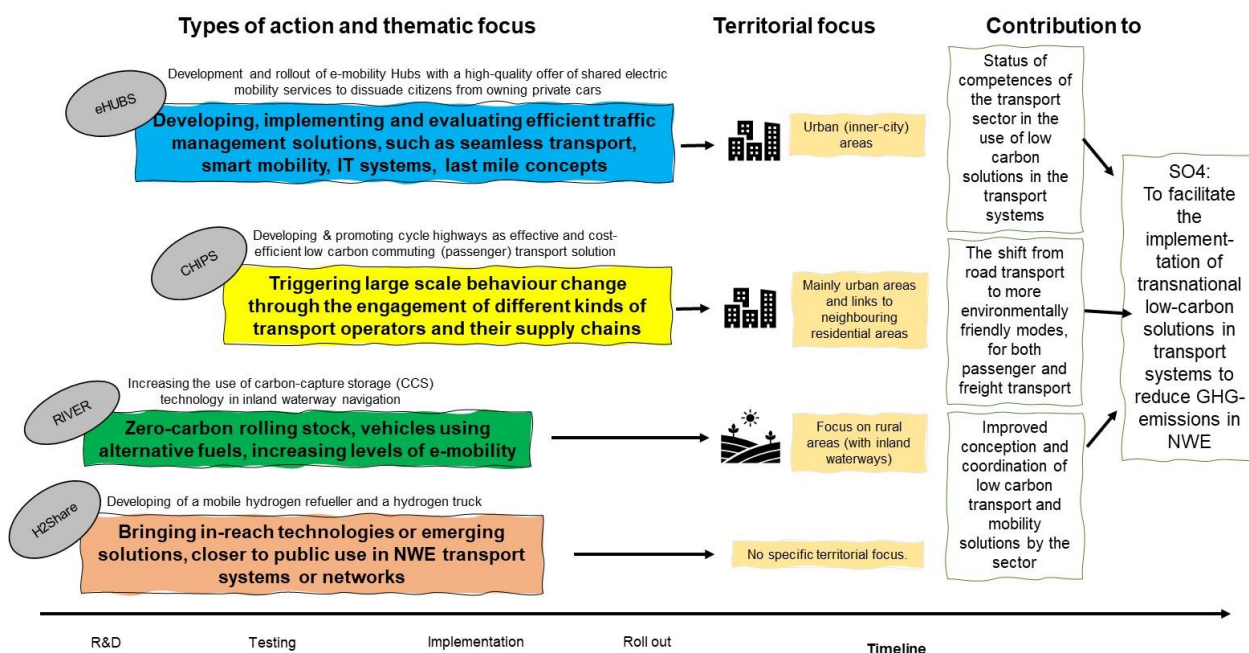 Types of action and thematic focus
Territorial focus
Contribution to
eHUBS
Development and rollout of e-mobility Hubs with a high-quality offer of shared electric
mobility services to dissuade citizens from owning private cars
Developing, implementing and evaluating efficient traffic
management solutions, such as seamless transport,
smart mobility, IT systems, last mile concepts
Urban (inner-city)
areas
Status of
competences of
the transport
sector in the
use of low
carbon
solutions in the
transport
systems
CHIPS
Developing & promoting cycle highways as effective and cost-
efficient low carbon commuting (passenger) transport solution
Triggering large scale behaviour change
through the engagement of different kinds of
transport operators and their supply chains
Mainly urban areas
and links to
neighbouring
residential areas
The shift from
road transport
to more
environmentally
friendly modes,
for both
passenger and
freight transport
SO4:
To facilitate
the
implement-
tation of
transnational
low-carbon
solutions in
transport
systems to
reduce GHG-
emissions in
NWE
RIVER
Increasing the use of carbon-capture storage (CCS)
technology in inland waterway navigation
Zero-carbon rolling stock, vehicles using
alternative fuels, increasing levels of e-mobility
Focus on rural
areas (with inland
waterways)
Improved
conception and
coordination of
low carbon
transport and
mobility
solutions by the
sector
H2Share
Developing of a mobile hydrogen refueller and a hydrogen truck
Bringing in-reach technologies or emerging
solutions, closer to public use in NWE transport
systems or networks
No specific territorial focus.
R&D
Testing
Implementation
Roll out
Timeline